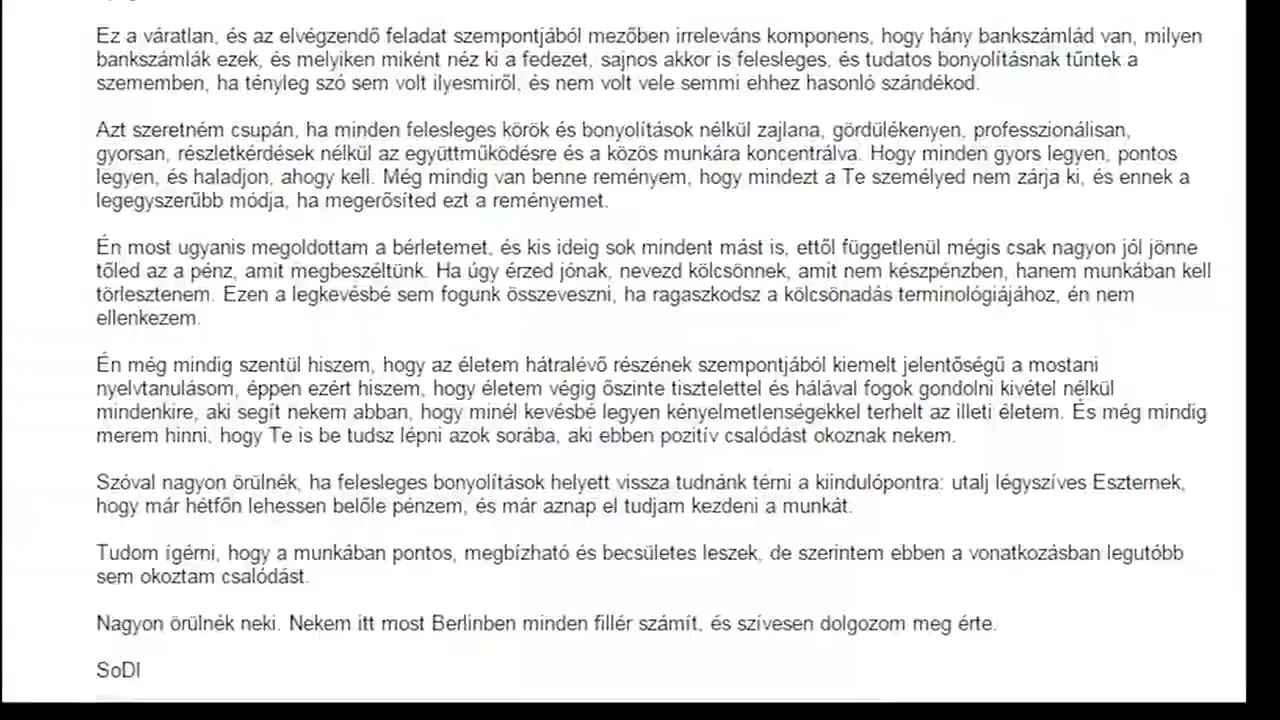 Ez a váratlan, és az elvégzendő feladat szempontjából mezőben irreleváns komponens, hogy hány bankszámlád van, milyen
bankszámlák ezek, és melyiken miként néz ki a fedezet, sajnos akkor is felesleges, és tudatos bonyolításnak tűntek a
szememben, ha tényleg szó sem volt ilyesmiről, és nem volt vele semmi ehhez hasonló szándékod.
Azt szeretném csupán, ha minden felesleges körök és bonyolítások nélkül zajlana, gördülékenyen, professzionálisan,
gyorsan, részletkérdések nélkül az együttműködésre és a közös munkára koncentrálva. Hogy minden gyors legyen, pontos
legyen, és haladjon, ahogy kell. Még mindig van benne reményem, hogy mindezt a Te személyed nem zárja ki, és ennek a
legegyszerűbb módja, ha megerősíted ezt a reményemet.
Én most ugyanis megoldottam a bérletemet, és kis ideig sok mindent mást is, ettől függetlenül mégis csak nagyon jól jönne
tőled az a pénz, amit megbeszéltünk. Ha úgy érzed jónak, nevezd kölcsönnek, amit nem készpénzben, hanem munkában kell
törlesztenem. Ezen a legkevésbé sem fogunk összeveszni, ha ragaszkodsz a kölcsönadás terminológiájához, én nem
ellenkezem.
Én még mindig szentül hiszem, hogy az életem hátralévő részének szempontjából kiemelt jelentőségű a mostani
nyelvtanulásom, éppen ezért hiszem, hogy életem végig őszinte tisztelettel és hálával fogok gondolni kivétel nélkül
mindenkire, aki segít nekem abban, hogy minél kevésbé legyen kényelmetlenségekkel terhelt az illeti életem. És még mindig
merem hinni, hogy Te is be tudsz lépni azok sorába, aki ebben pozitív csalódást okoznak nekem.
Szóval nagyon örülnék, ha felesleges bonyolítások helyett vissza tudnánk térni a kiindulópontra: utalj légyszíves Eszternek,
hogy már hétfőn lehessen belőle pénzem, és már aznap el tudjam kezdeni a munkát.
Tudom ígérni, hogy a munkában pontos, megbízható és becsületes leszek, de szerintem ebben a vonatkozásban legutóbb
sem okoztam csalódást.
Nagyon örülnék neki. Nekem itt most Berlinben minden fillér számít, és szívesen dolgozom meg érte.
SoDI